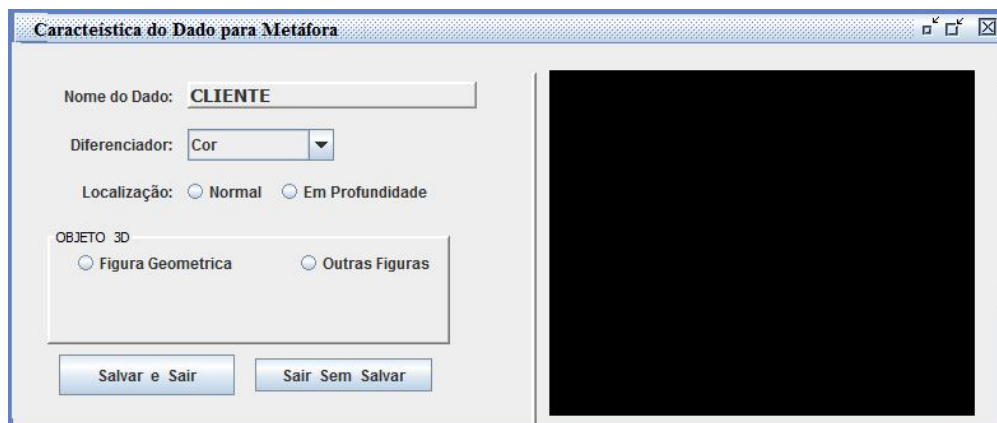 Caracteística do Dado para Metáfora
Nome do Dado: CLIENTE
Diferenciador: Cor
Localização: Normal Em Profundidade
OBJETO 3D
Figura Geometrica Outras Figuras
Salvar e Sair Sair Sem Salvar